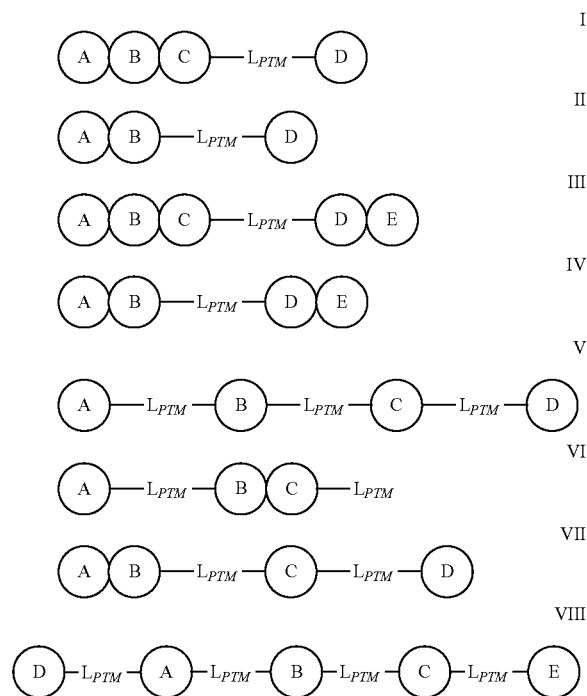 I
A B C L_PTM D
II
A B L_PTM D
III
A B C L_PTM D E
IV
A B L_PTM D E
V
A L_PTM B L_PTM C L_PTM D
VI
A L_PTM B C L_PTM
VII
A B L_PTM C L_PTM D
VIII
D L_PTM A L_PTM B L_PTM C L_PTM E